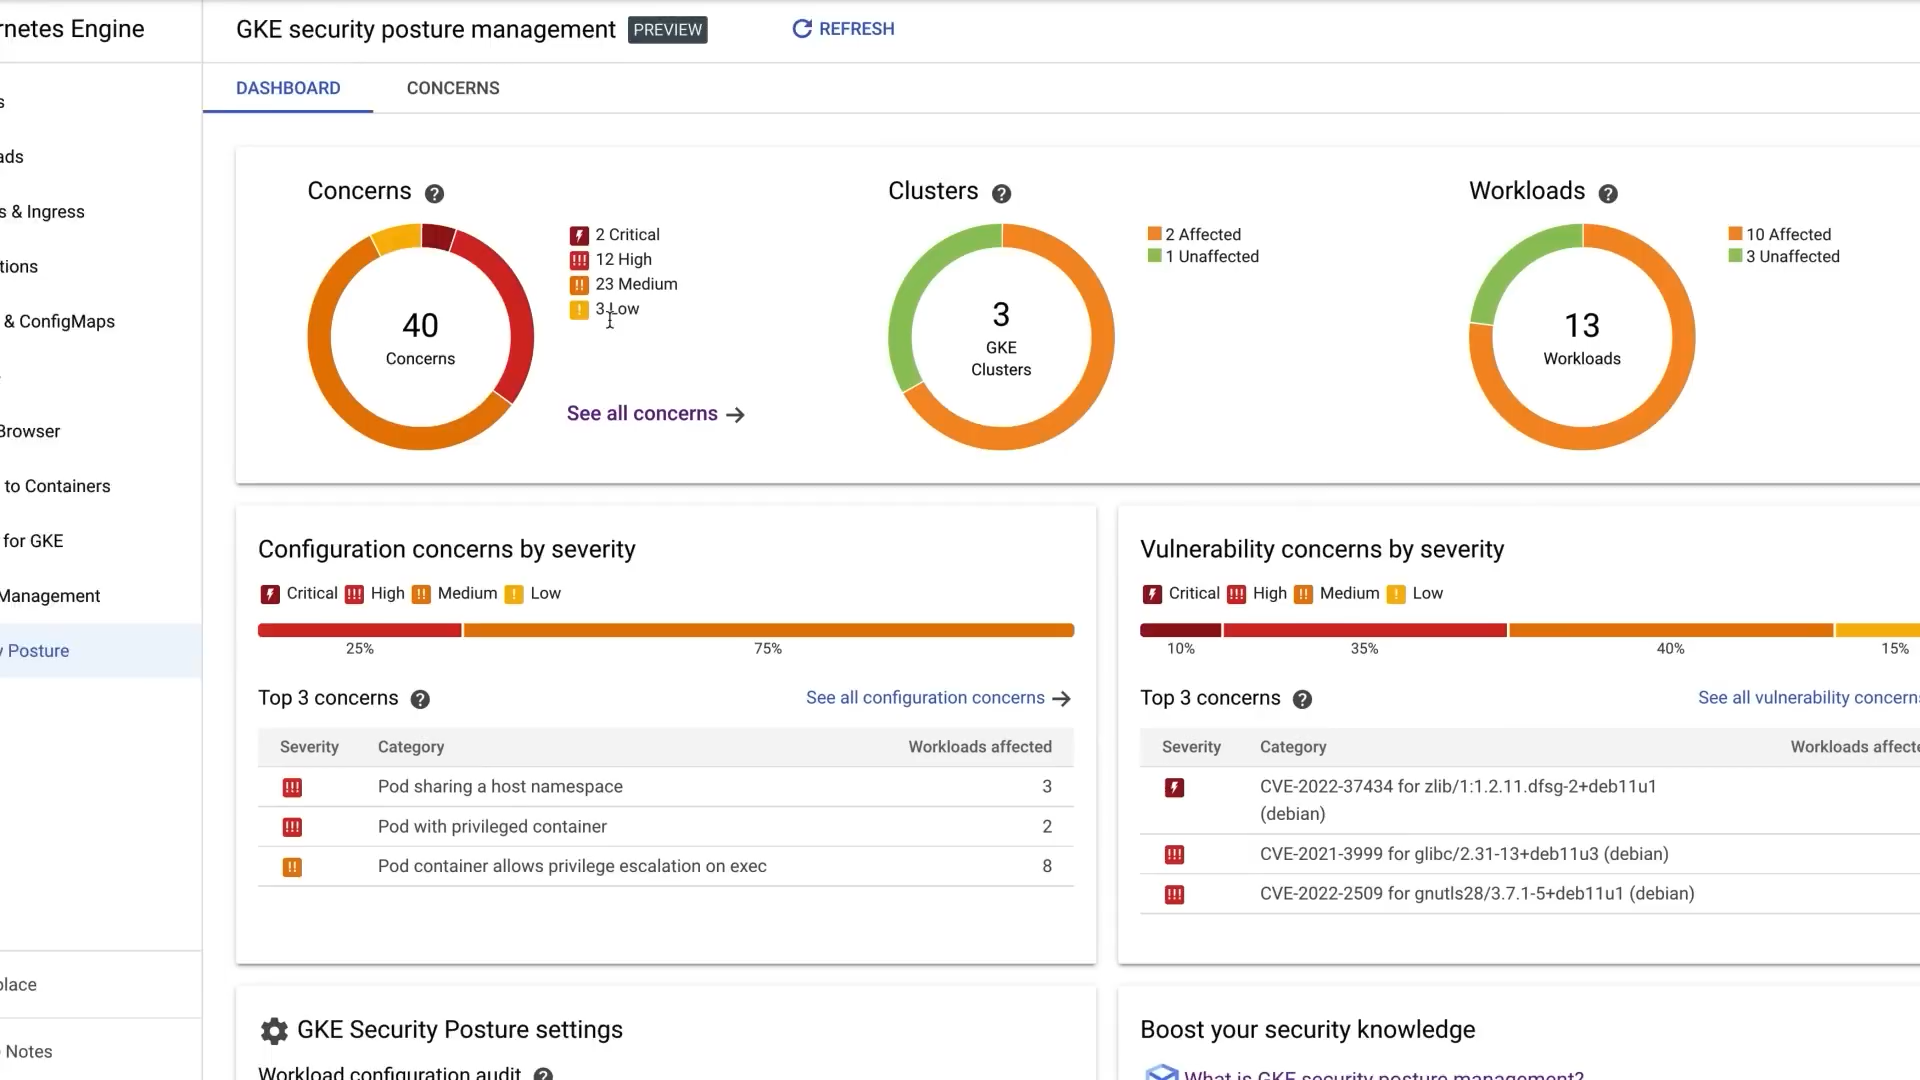 rnetes Engine
GKE security posture management PREVIEW REFRESH
DASHBOARD CONCERNS
s
ads
s & Ingress
tions
& ConfigMaps
Browser
to Containers
for GKE
Management
y Posture
place
Notes
Concerns ?
2 Critical
12 High
23 Medium
3 Low
40
Concerns
See all concerns →
Clusters ?
2 Affected
1 Unaffected
3
GKE
Clusters
Workloads ?
10 Affected
3 Unaffected
13
Workloads
Configuration concerns by severity
Critical High Medium Low
25% 75%
Top 3 concerns ? See all configuration concerns →
Severity Category Workloads affected
Pod sharing a host namespace 3
Pod with privileged container 2
Pod container allows privilege escalation on exec 8
Vulnerability concerns by severity
Critical High Medium Low
10% 35% 40% 15%
Top 3 concerns ? See all vulnerability concerns
Severity Category Workloads affecte
CVE-2022-37434 for zlib/1:1.2.11.dfsg-2+deb11u1
(debian)
CVE-2021-3999 for glibc/2.31-13+deb11u3 (debian)
CVE-2022-2509 for gnutls28/3.7.1-5+deb11u1 (debian)
GKE Security Posture settings
Workload configuration audit ?
Boost your security knowledge
What is GKE security posture management?